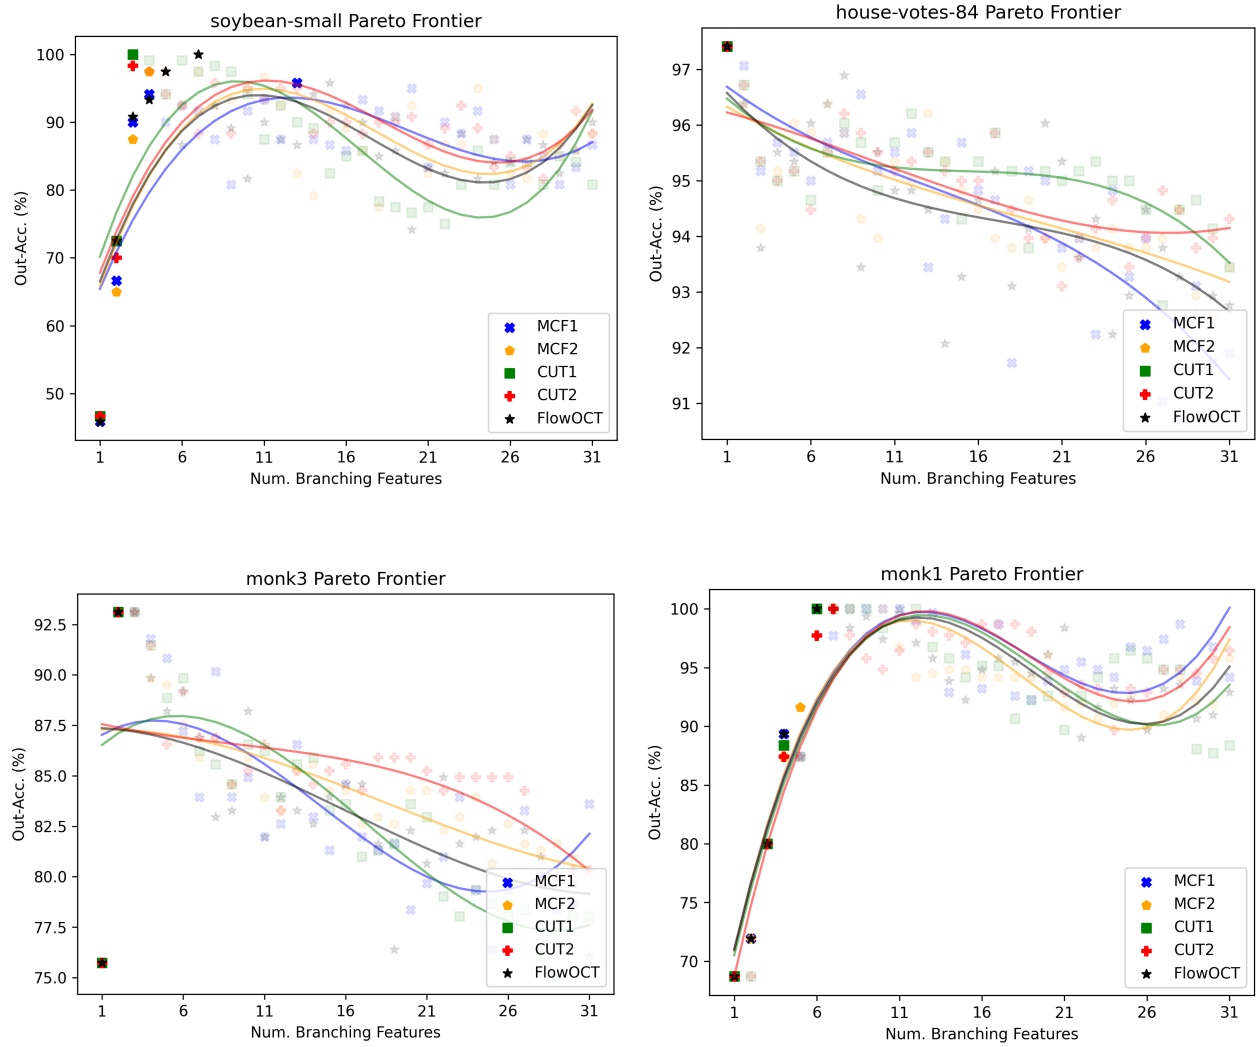 soybean-small Pareto Frontier
Out-Acc. (%)
100
90
80
70
60
50
1 6 11 16 21 26 31
Num. Branching Features
MCF1
MCF2
CUT1
CUT2
FlowOCT
house-votes-84 Pareto Frontier
Out-Acc. (%)
97
96
95
94
93
92
91
1 6 11 16 21 26 31
Num. Branching Features
MCF1
MCF2
CUT1
CUT2
FlowOCT
monk3 Pareto Frontier
Out-Acc. (%)
92.5
90.0
87.5
85.0
82.5
80.0
77.5
75.0
1 6 11 16 21 26 31
Num. Branching Features
MCF1
MCF2
CUT1
CUT2
FlowOCT
monk1 Pareto Frontier
Out-Acc. (%)
100
95
90
85
80
75
70
1 6 11 16 21 26 31
Num. Branching Features
MCF1
MCF2
CUT1
CUT2
FlowOCT